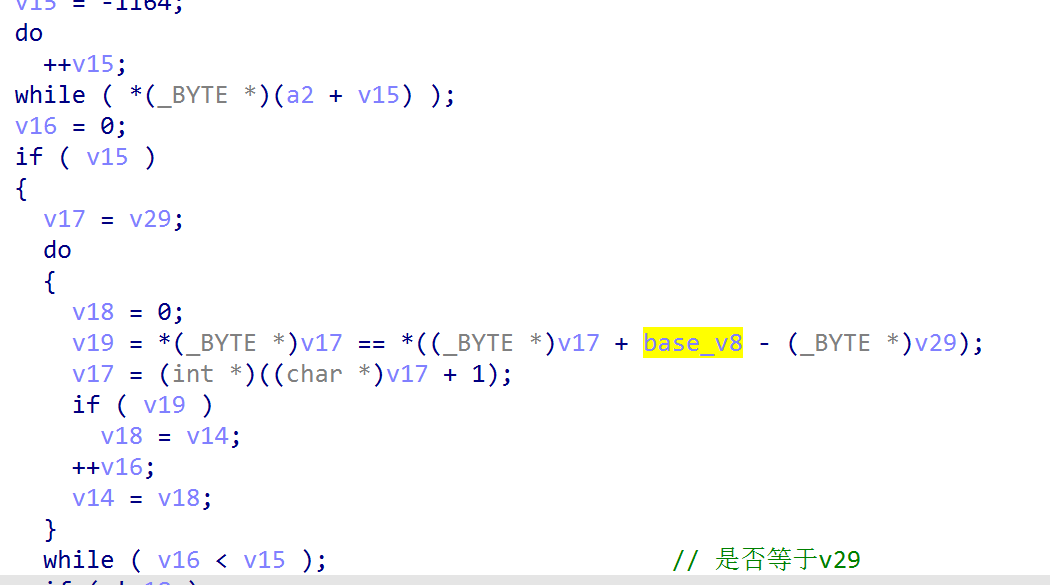 v15 = -1164;
do
++v15;
while ( *(_BYTE *)(a2 + v15) );
v16 = 0;
if ( v15 )
{
v17 = v29;
do
{
v18 = 0;
v19 = *(_BYTE *)v17 == *((_BYTE *)v17 + base_v8 - (_BYTE *)v29);
v17 = (int *)((char *)v17 + 1);
if ( v19 )
v18 = v14;
++v16;
v14 = v18;
}
while ( v16 < v15 ); // 是否等于v29